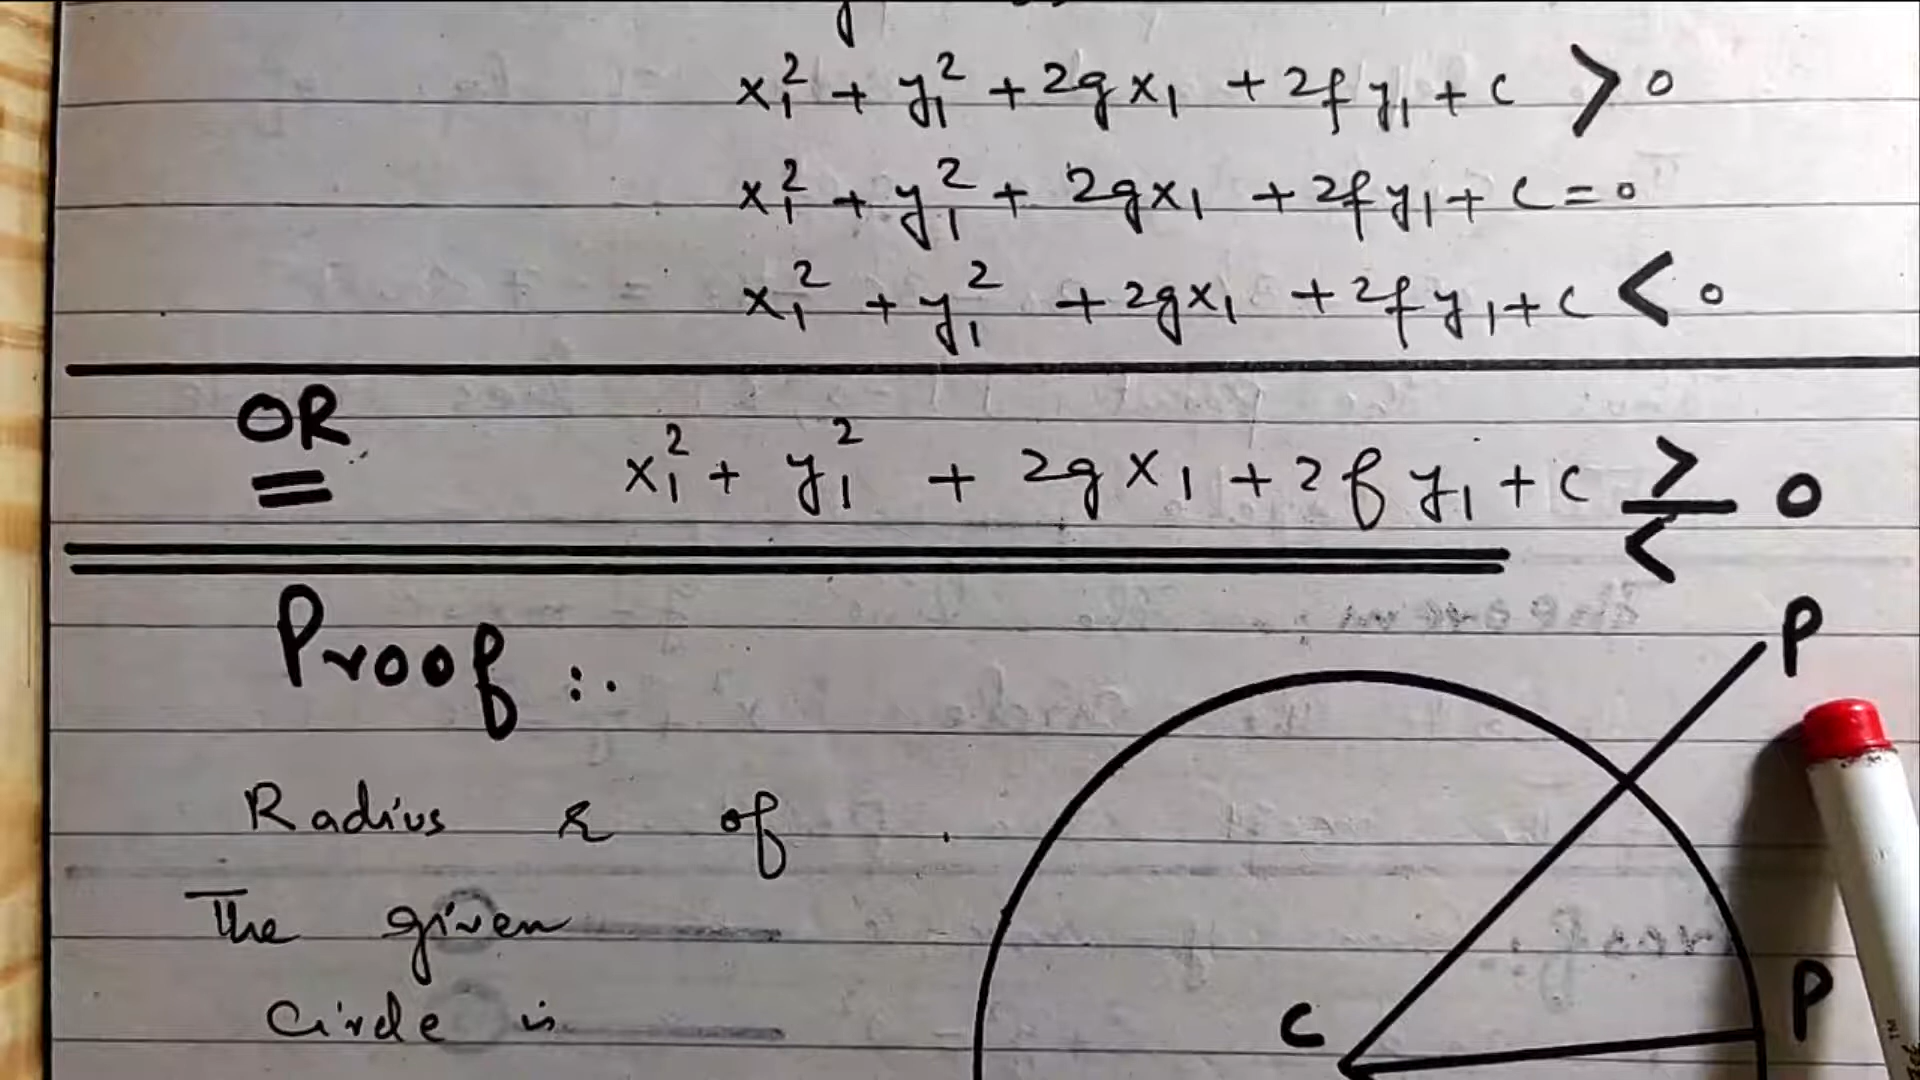 x₁² + y₁² + 2gx₁ + 2fy₁ + c > 0
x₁² + y₁² + 2gx₁ + 2fy₁ + c = 0
x₁² + y₁² + 2gx₁ + 2fy₁ + c < 0
OR x₁² + y₁² + 2gx₁ + 2fy₁ + c ⋛ 0
Proof :.
P
Radius r of
The given
Circle is
C P